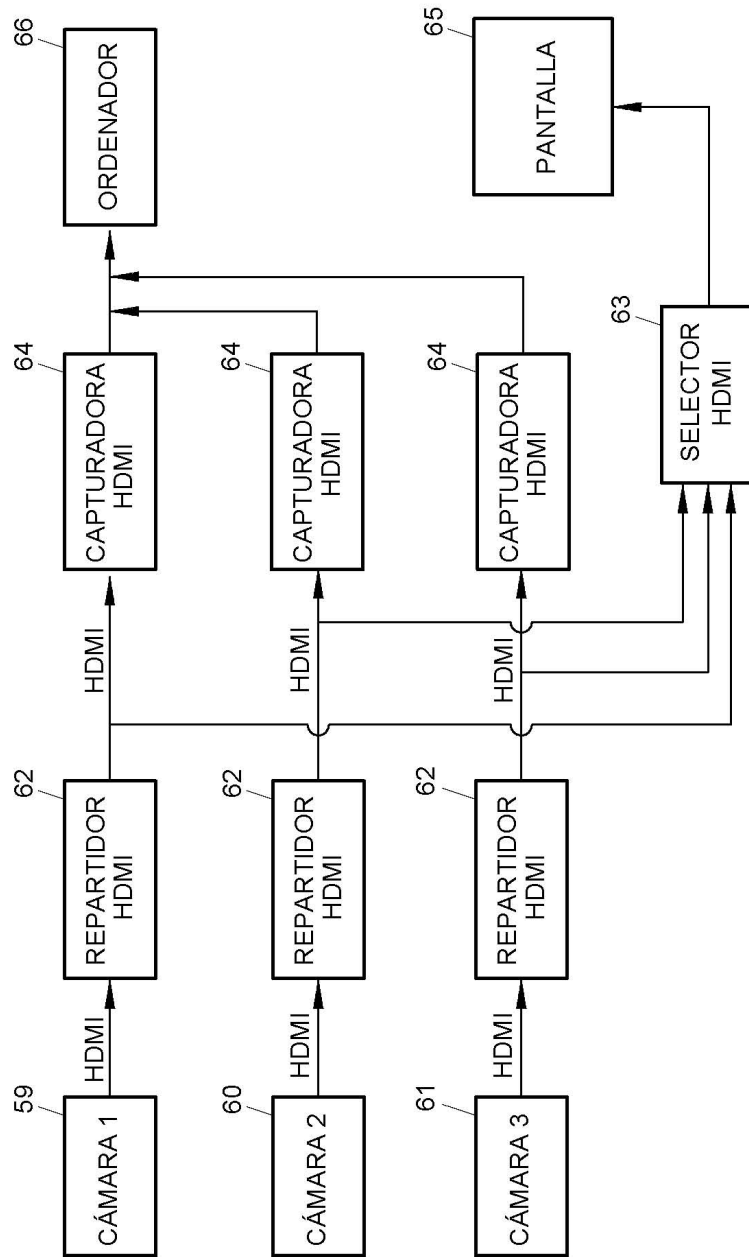 59
CÁMARA 1
HDMI
62
REPARTIDOR
HDMI
HDMI
64
CAPTURADORA
HDMI
66
ORDENADOR
60
CÁMARA 2
HDMI
62
REPARTIDOR
HDMI
HDMI
64
CAPTURADORA
HDMI
61
CÁMARA 3
HDMI
62
REPARTIDOR
HDMI
HDMI
64
CAPTURADORA
HDMI
63
SELECTOR
HDMI
65
PANTALLA